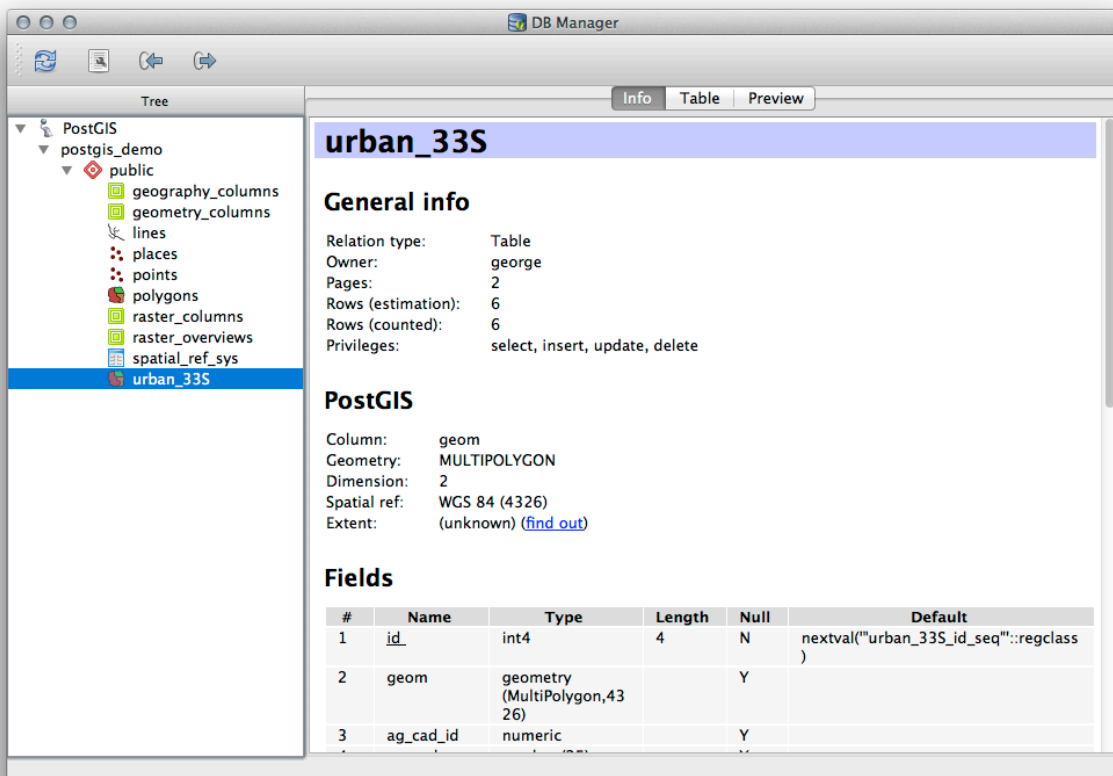 DB Manager
Tree
Info Table Preview
PostGIS
postgis_demo
public
geography_columns
geometry_columns
lines
places
points
polygons
raster_columns
raster_overviews
spatial_ref_sys
urban_33S
urban_33S
General info
Relation type: Table
Owner: george
Pages: 2
Rows (estimation): 6
Rows (counted): 6
Privileges: select, insert, update, delete
PostGIS
Column: geom
Geometry: MULTIPOLYGON
Dimension: 2
Spatial ref: WGS 84 (4326)
Extent: (unknown) (find out)
Fields
# Name Type Length Null Default
1 id int4 4 N nextval('"urban_33S_id_seq"'::regclass
)
2 geom geometry Y
(MultiPolygon,43
26)
3 ag_cad_id numeric Y